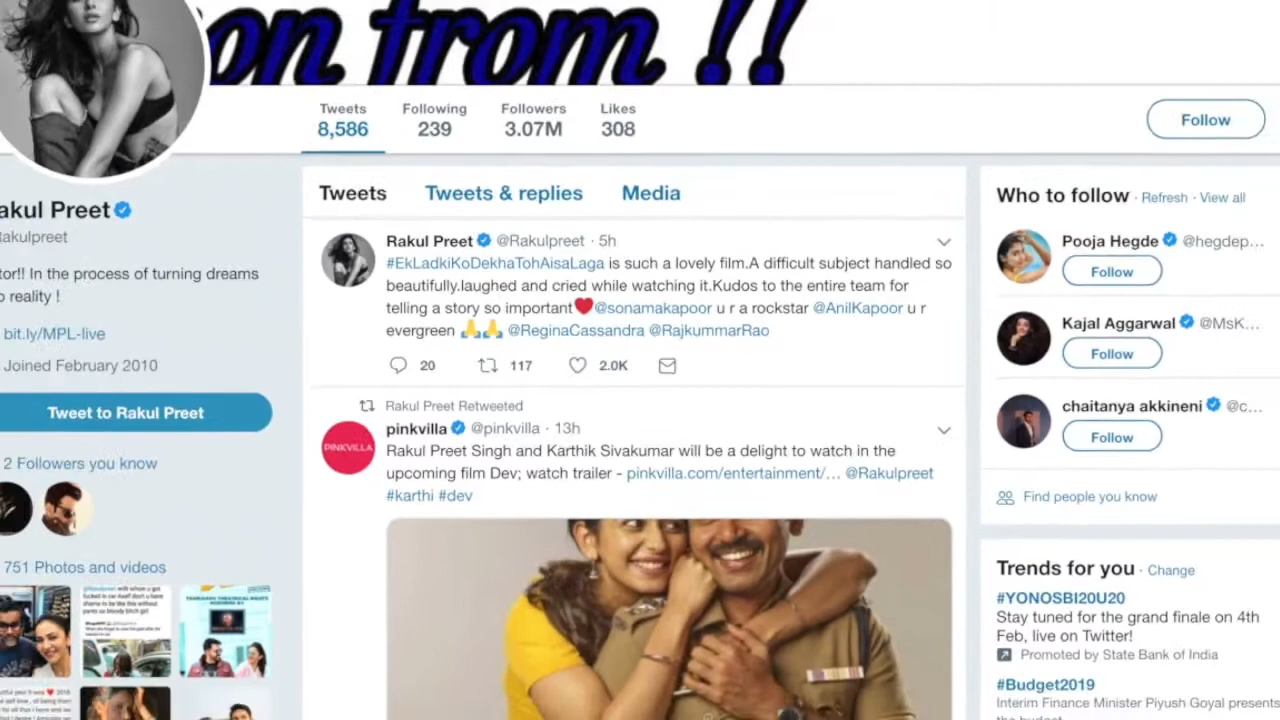 on from !!
Tweets Following Followers Likes
8,586 239 3.07M 308
Follow
akul Preet
akulpreet
tor!! In the process of turning dreams
o reality !
bit.ly/MPL-live
Joined February 2010
Tweet to Rakul Preet
2 Followers you know
751 Photos and videos
Tweets Tweets & replies Media
Rakul Preet @Rakulpreet · 5h
#EkLadkiKoDekhaTohAisaLaga is such a lovely film.A difficult subject handled so
beautifully.laughed and cried while watching it.Kudos to the entire team for
telling a story so important❤️@sonamakapoor u r a rockstar @AnilKapoor u r
evergreen 🙏🙏 @ReginaCassandra @RajkummarRao
20 117 2.0K
Rakul Preet Retweeted
pinkvilla @pinkvilla · 13h
PINKVILLA
Rakul Preet Singh and Karthik Sivakumar will be a delight to watch in the
upcoming film Dev; watch trailer - pinkvilla.com/entertainment/… @Rakulpreet
#karthi #dev
Who to follow · Refresh · View all
Pooja Hegde @hegdep…
Follow
Kajal Aggarwal @MsK…
Follow
chaitanya akkineni @c…
Follow
Find people you know
Trends for you · Change
#YONOSBI20U20
Stay tuned for the grand finale on 4th
Feb, live on Twitter!
Promoted by State Bank of India
#Budget2019
Interim Finance Minister Piyush Goyal presents
the budget